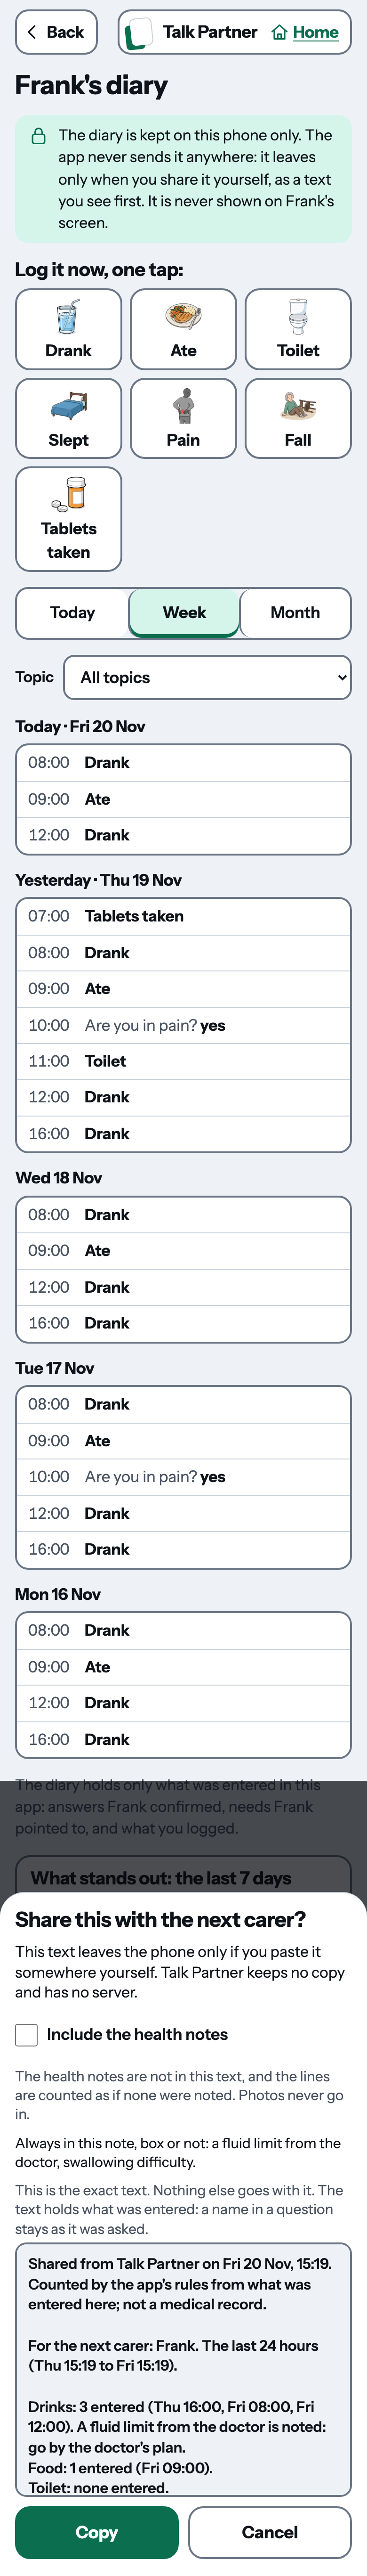 Back
Talk Partner
Home
Frank's diary
The diary is kept on this phone only. The
app never sends it anywhere: it leaves
only when you share it yourself, as a text
you see first. It is never shown on Frank's
screen.
Log it now, one tap:
Drank
Ate
Toilet
Slept
Pain
Fall
Tablets
taken
Today
Week
Month
Topic
All topics
Today · Fri 20 Nov
08:00 Drank
09:00 Ate
12:00 Drank
Yesterday · Thu 19 Nov
07:00 Tablets taken
08:00 Drank
09:00 Ate
10:00 Are you in pain? yes
11:00 Toilet
12:00 Drank
16:00 Drank
Wed 18 Nov
08:00 Drank
09:00 Ate
12:00 Drank
16:00 Drank
Tue 17 Nov
08:00 Drank
09:00 Ate
10:00 Are you in pain? yes
12:00 Drank
16:00 Drank
Mon 16 Nov
08:00 Drank
09:00 Ate
12:00 Drank
16:00 Drank
The diary holds only what was entered in this
app: answers Frank confirmed, needs Frank
pointed to, and what you logged.
What stands out: the last 7 days
Share this with the next carer?
This text leaves the phone only if you paste it
somewhere yourself. Talk Partner keeps no copy
and has no server.
Include the health notes
The health notes are not in this text, and the lines
are counted as if none were noted. Photos never go
in.
Always in this note, box or not: a fluid limit from the
doctor, swallowing difficulty.
This is the exact text. Nothing else goes with it. The
text holds what was entered: a name in a question
stays as it was asked.
Shared from Talk Partner on Fri 20 Nov, 15:19.
Counted by the app's rules from what was
entered here; not a medical record.
For the next carer: Frank. The last 24 hours
(Thu 15:19 to Fri 15:19).
Drinks: 3 entered (Thu 16:00, Fri 08:00, Fri
12:00). A fluid limit from the doctor is noted:
go by the doctor's plan.
Food: 1 entered (Fri 09:00).
Toilet: none entered.
Copy
Cancel